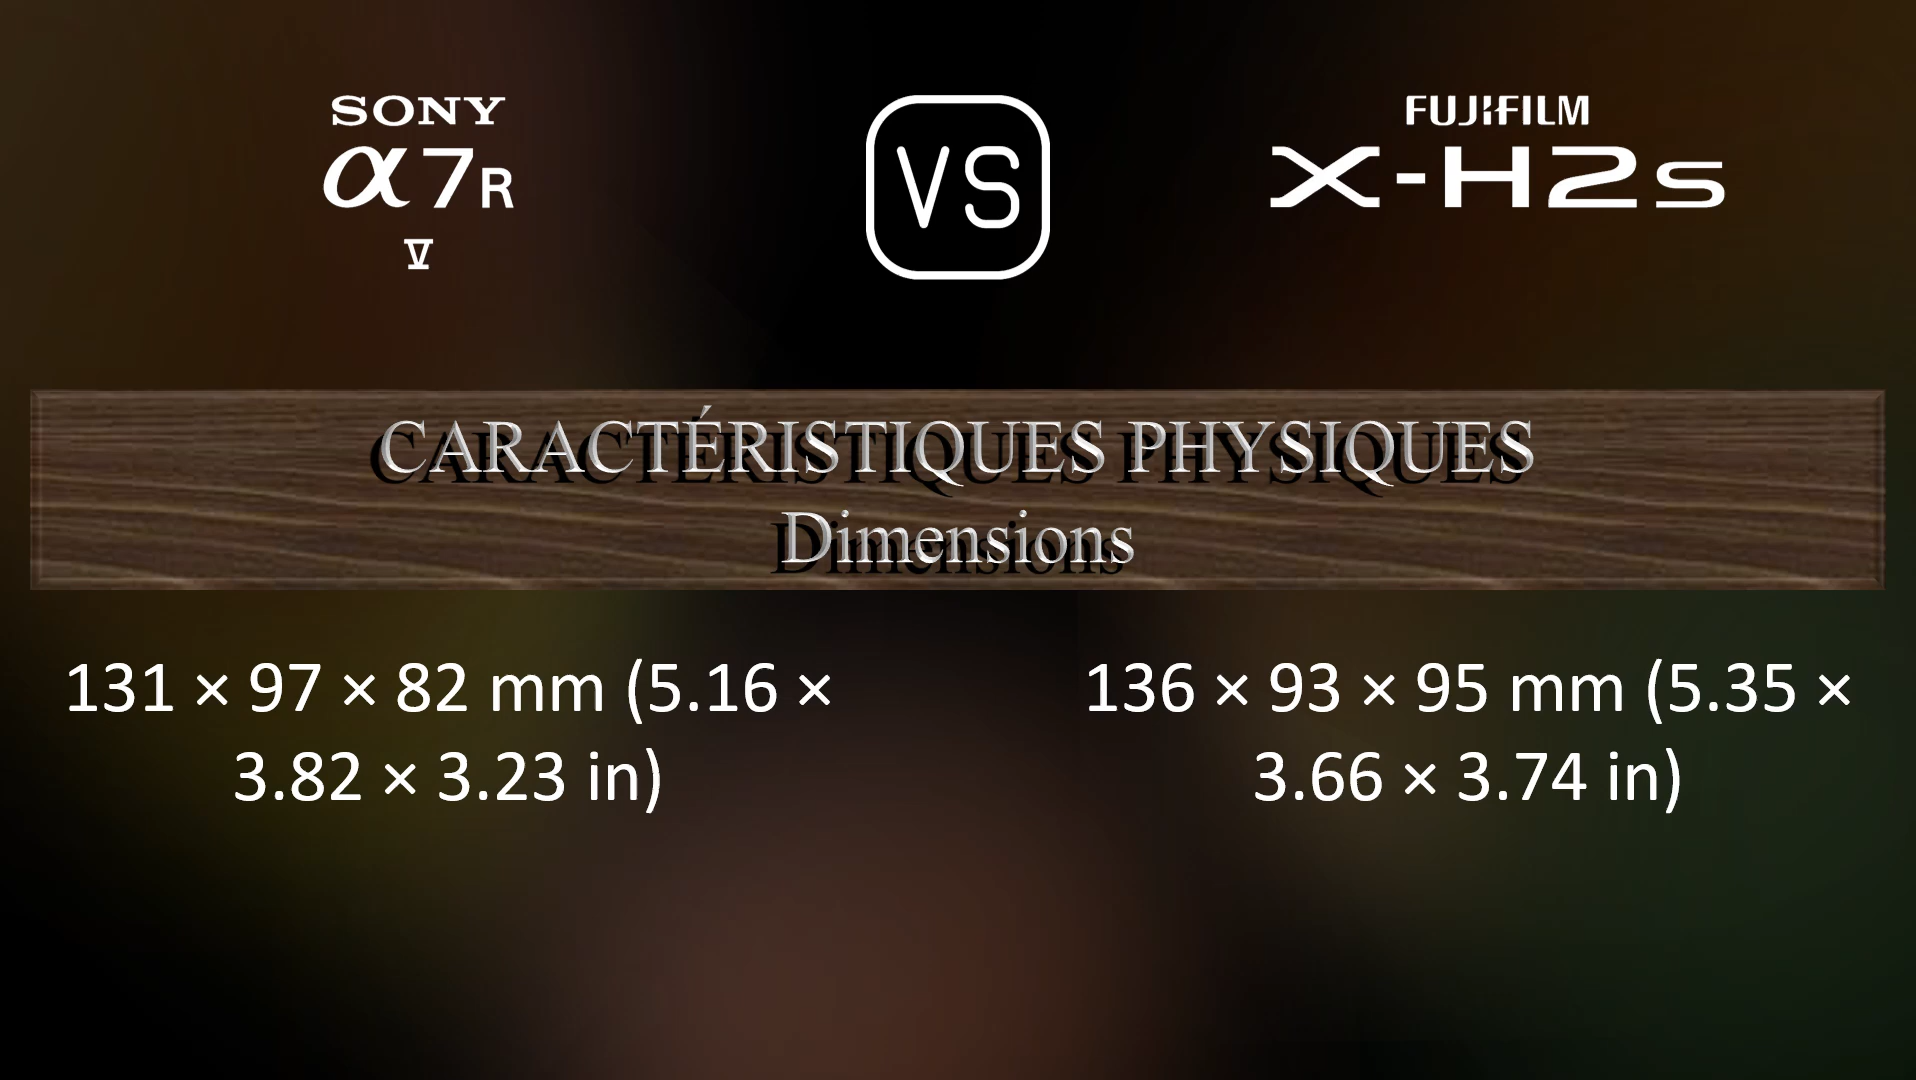 SONY
α7R
V
VS
FUJIFILM
X-H2S
CARACTÉRISTIQUES PHYSIQUES
Dimensions
131 × 97 × 82 mm (5.16 ×
3.82 × 3.23 in)
136 × 93 × 95 mm (5.35 ×
3.66 × 3.74 in)